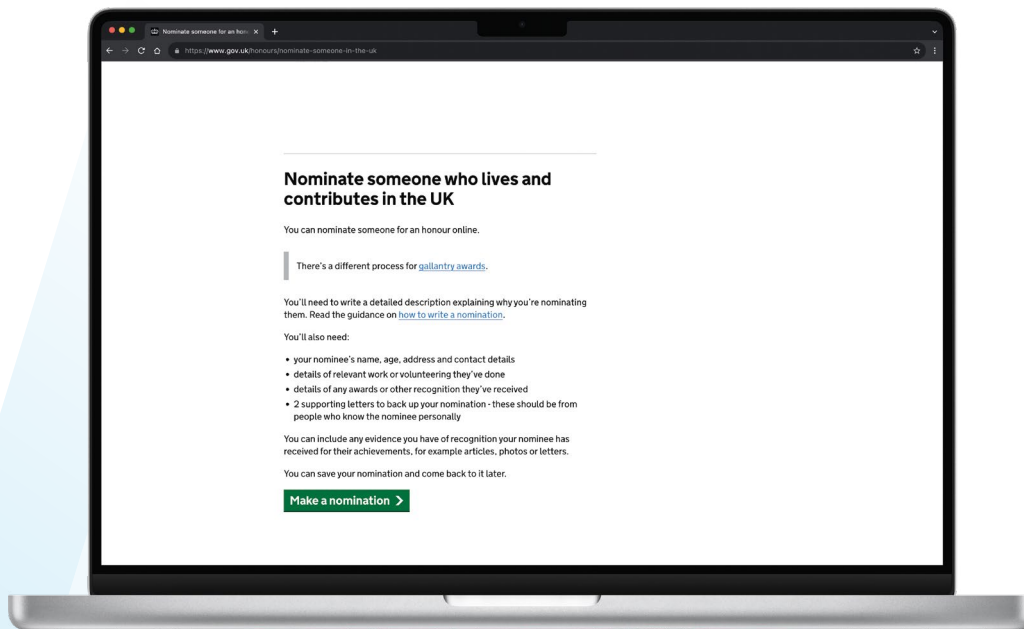 Nominate someone for an hono
https://www.gov.uk/honours/nominate-someone-in-the-uk
Nominate someone who lives and
contributes in the UK
You can nominate someone for an honour online.
There's a different process for gallantry awards.
You'll need to write a detailed description explaining why you're nominating
them. Read the guidance on how to write a nomination.
You'll also need:
• your nominee's name, age, address and contact details
• details of relevant work or volunteering they've done
• details of any awards or other recognition they've received
• 2 supporting letters to back up your nomination - these should be from
people who know the nominee personally
You can include any evidence you have of recognition your nominee has
received for their achievements, for example articles, photos or letters.
You can save your nomination and come back to it later.
Make a nomination